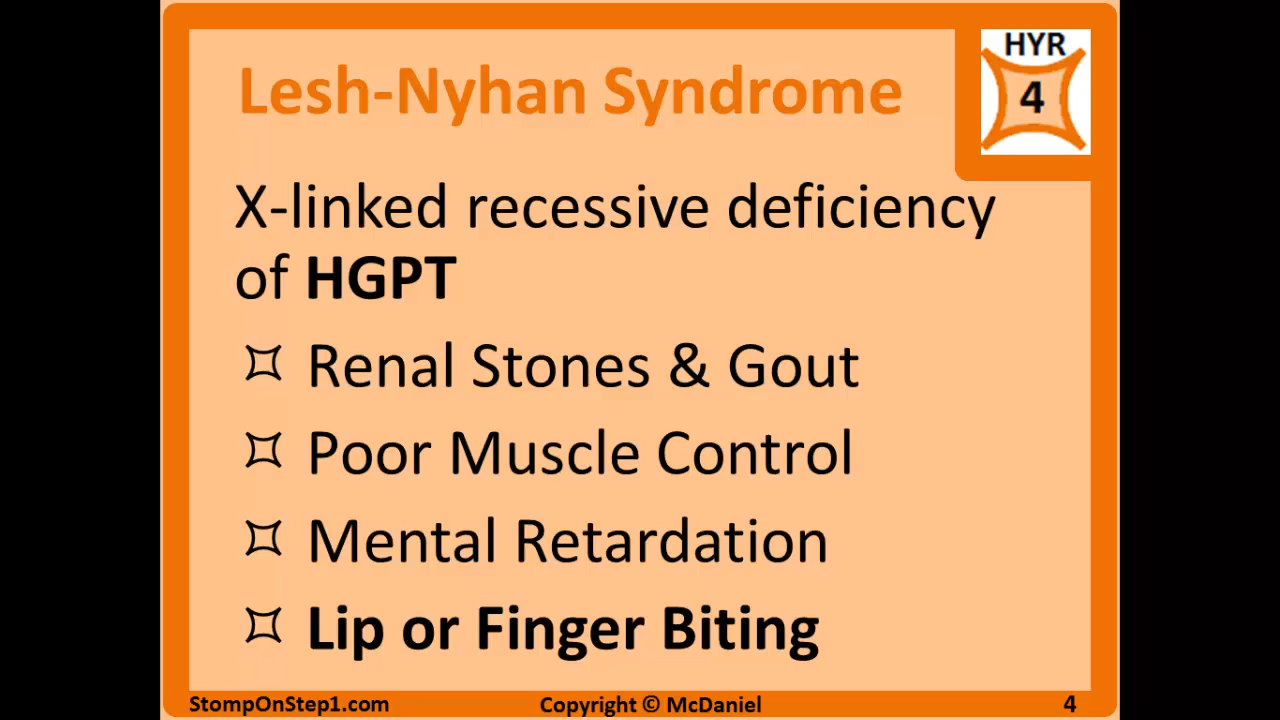 Lesh-Nyhan Syndrome
HYR
4
X-linked recessive deficiency
of HGPT
Renal Stones & Gout
Poor Muscle Control
Mental Retardation
Lip or Finger Biting
StompOnStep1.com Copyright © McDaniel 4